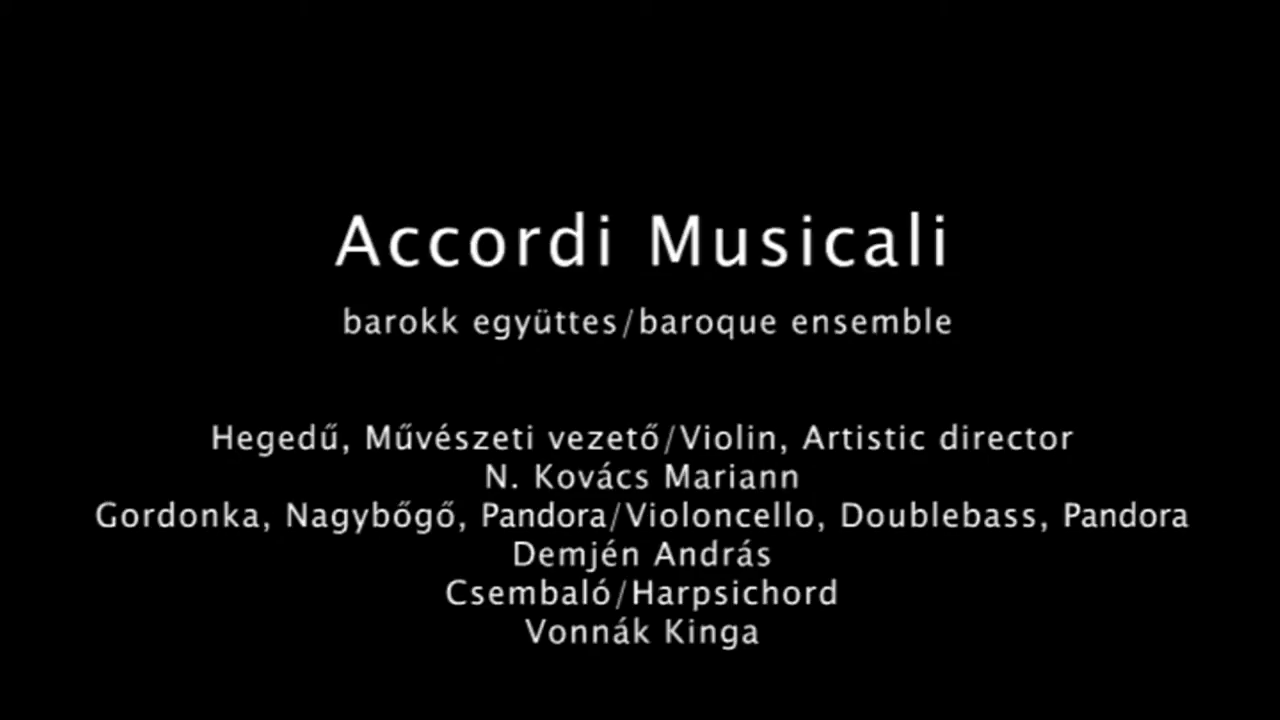 Accordi Musicali
barokk együttes/baroque ensemble
Hegedű, Művészeti vezető/Violin, Artistic director
N. Kovács Mariann
Gordonka, Nagybőgő, Pandora/Violoncello, Doublebass, Pandora
Demjén András
Csembaló/Harpsichord
Vonnák Kinga